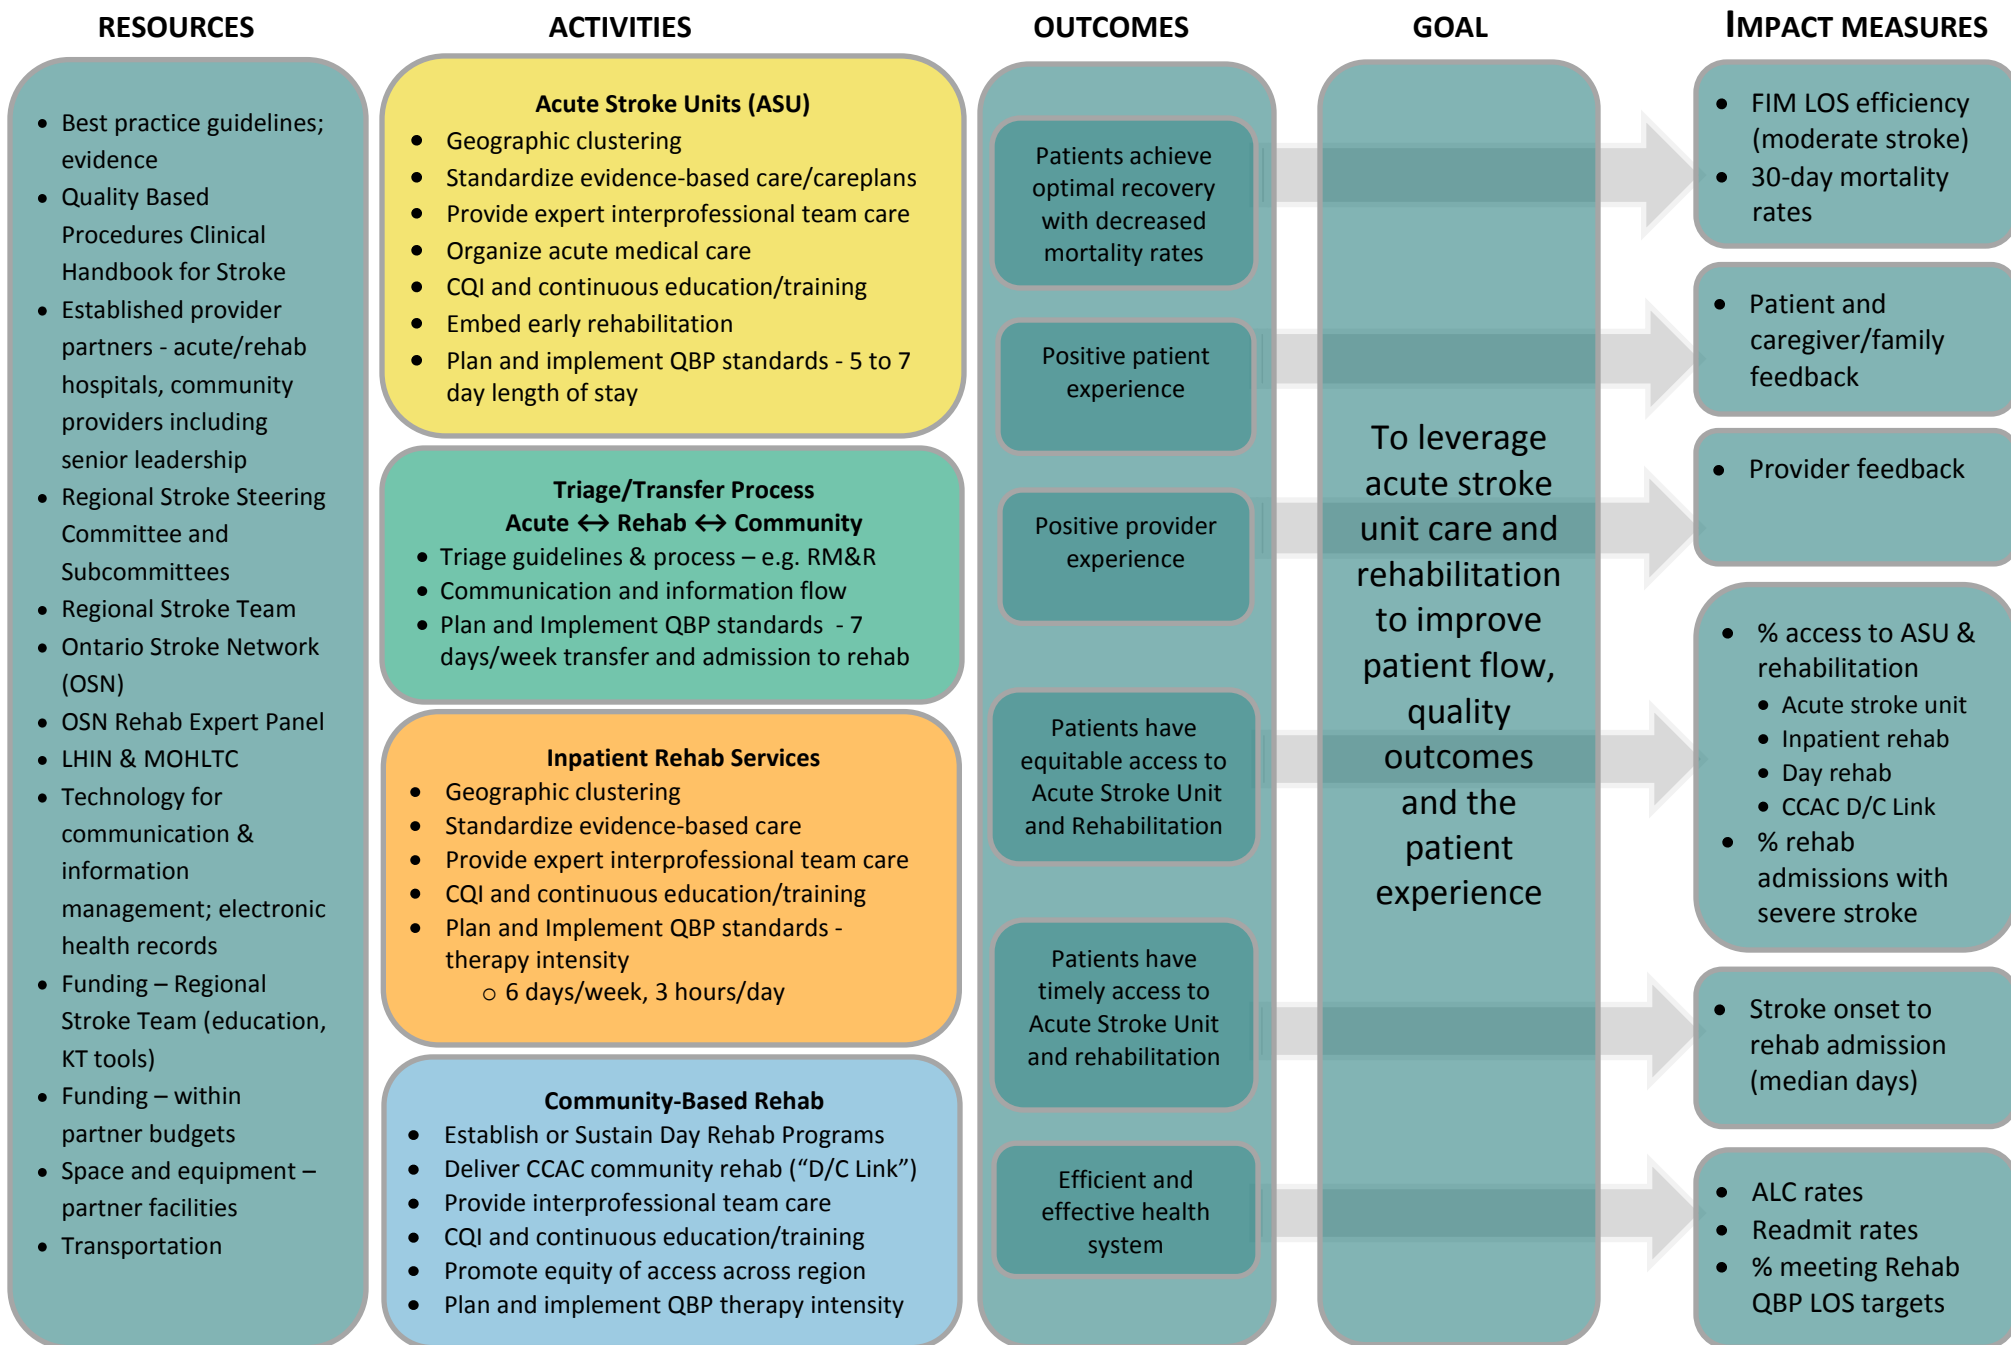 RESOURCES
• Best practice guidelines;
evidence
• Quality Based
Procedures Clinical
Handbook for Stroke
• Established provider
partners - acute/rehab
hospitals, community
providers including
senior leadership
• Regional Stroke Steering
Committee and
Subcommittees
• Regional Stroke Team
• Ontario Stroke Network
(OSN)
• OSN Rehab Expert Panel
• LHIN & MOHLTC
• Technology for
communication &
information
management; electronic
health records
• Funding – Regional
Stroke Team (education,
KT tools)
• Funding – within
partner budgets
• Space and equipment –
partner facilities
• Transportation
ACTIVITIES
Acute Stroke Units (ASU)
• Geographic clustering
• Standardize evidence-based care/careplans
• Provide expert interprofessional team care
• Organize acute medical care
• CQI and continuous education/training
• Embed early rehabilitation
• Plan and implement QBP standards - 5 to 7
day length of stay
Triage/Transfer Process
Acute ↔ Rehab ↔ Community
• Triage guidelines & process – e.g. RM&R
• Communication and information flow
• Plan and Implement QBP standards - 7
days/week transfer and admission to rehab
Inpatient Rehab Services
• Geographic clustering
• Standardize evidence-based care
• Provide expert interprofessional team care
• CQI and continuous education/training
• Plan and Implement QBP standards -
therapy intensity
o 6 days/week, 3 hours/day
Community-Based Rehab
• Establish or Sustain Day Rehab Programs
• Deliver CCAC community rehab (“D/C Link”)
• Provide interprofessional team care
• CQI and continuous education/training
• Promote equity of access across region
• Plan and implement QBP therapy intensity
OUTCOMES
Patients achieve
optimal recovery
with decreased
mortality rates
Positive patient
experience
Positive provider
experience
Patients have
equitable access to
Acute Stroke Unit
and Rehabilitation
Patients have
timely access to
Acute Stroke Unit
and rehabilitation
Efficient and
effective health
system
GOAL
To leverage
acute stroke
unit care and
rehabilitation
to improve
patient flow,
quality
outcomes
and the
patient
experience
IMPACT MEASURES
• FIM LOS efficiency
(moderate stroke)
• 30-day mortality
rates
• Patient and
caregiver/family
feedback
• Provider feedback
• % access to ASU &
rehabilitation
• Acute stroke unit
• Inpatient rehab
• Day rehab
• CCAC D/C Link
• % rehab
admissions with
severe stroke
• Stroke onset to
rehab admission
(median days)
• ALC rates
• Readmit rates
• % meeting Rehab
QBP LOS targets